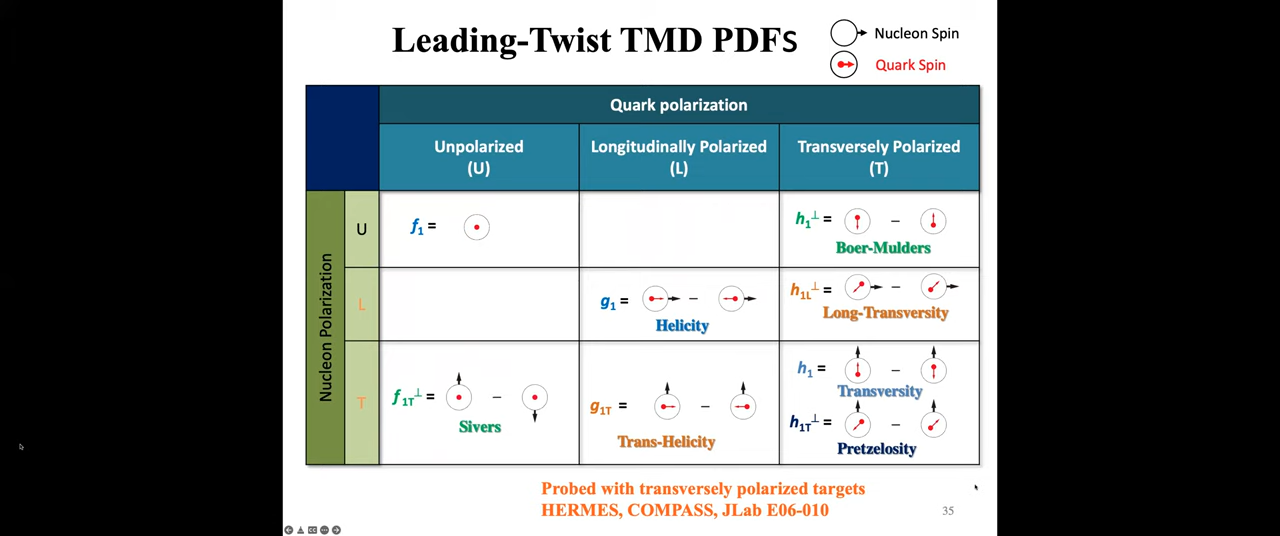 Leading-Twist TMD PDFs
Nucleon Spin
Quark Spin
Quark polarization
Unpolarized
(U)
Longitudinally Polarized
(L)
Transversely Polarized
(T)
Nucleon Polarization
U
f₁ =
h₁⊥ = –
Boer-Mulders
L
g₁ = –
Helicity
h₁L⊥ = –
Long-Transversity
T
f₁T⊥ = –
Sivers
g₁T = –
Trans-Helicity
h₁ = –
Transversity
h₁T⊥ = –
Pretzelosity
Probed with transversely polarized targets
HERMES, COMPASS, JLab E06-010
35